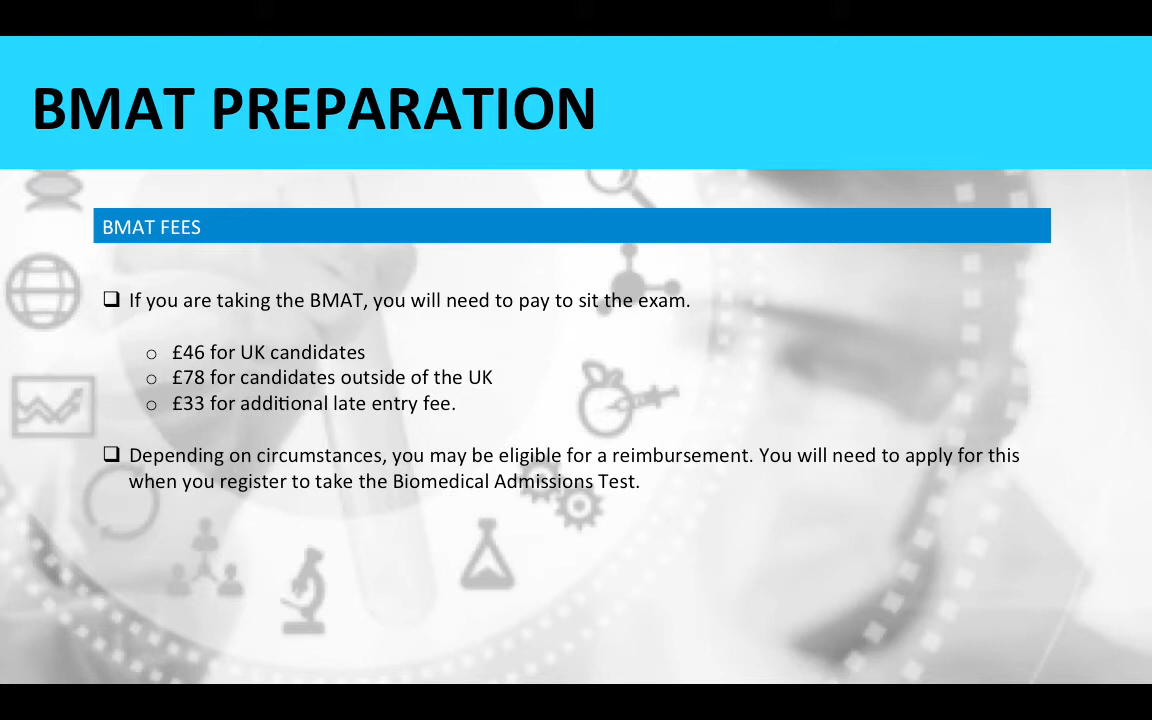 BMAT PREPARATION
BMAT FEES
❑ If you are taking the BMAT, you will need to pay to sit the exam.
○ £46 for UK candidates
○ £78 for candidates outside of the UK
○ £33 for additional late entry fee.
❑ Depending on circumstances, you may be eligible for a reimbursement. You will need to apply for this
when you register to take the Biomedical Admissions Test.